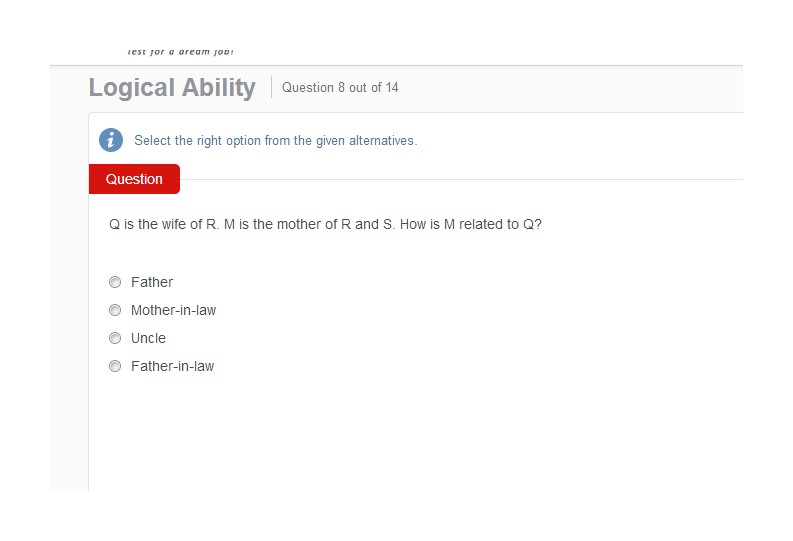 Test for a dream job!
Logical Ability
Question 8 out of 14
i
Select the right option from the given alternatives.
Question
Q is the wife of R. M is the mother of R and S. How is M related to Q?
Father
Mother-in-law
Uncle
Father-in-law